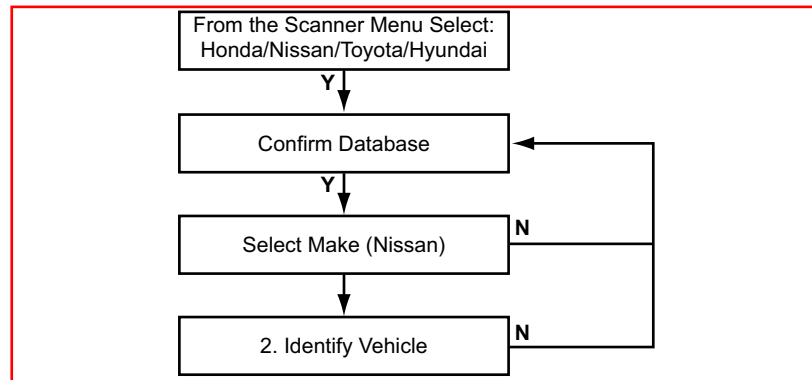 From the Scanner Menu Select:
Honda/Nissan/Toyota/Hyundai
Y
Confirm Database
Y
Select Make (Nissan)
N
2. Identify Vehicle
N